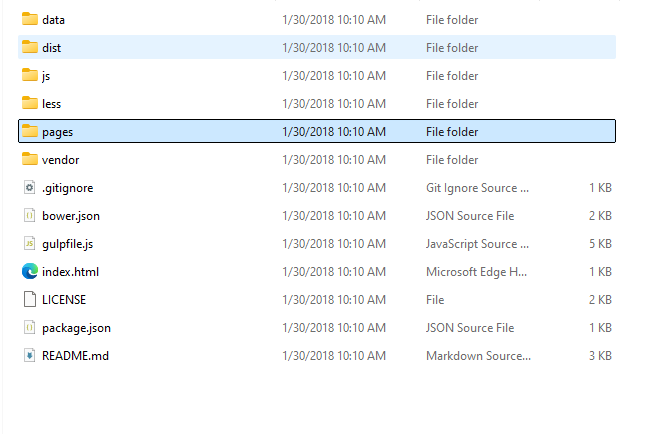 data 1/30/2018 10:10 AM File folder
dist 1/30/2018 10:10 AM File folder
js 1/30/2018 10:10 AM File folder
less 1/30/2018 10:10 AM File folder
pages 1/30/2018 10:10 AM File folder
vendor 1/30/2018 10:10 AM File folder
.gitignore 1/30/2018 10:10 AM Git Ignore Source ... 1 KB
bower.json 1/30/2018 10:10 AM JSON Source File 2 KB
gulpfile.js 1/30/2018 10:10 AM JavaScript Source ... 5 KB
index.html 1/30/2018 10:10 AM Microsoft Edge H... 1 KB
LICENSE 1/30/2018 10:10 AM File 2 KB
package.json 1/30/2018 10:10 AM JSON Source File 1 KB
README.md 1/30/2018 10:10 AM Markdown Source... 3 KB